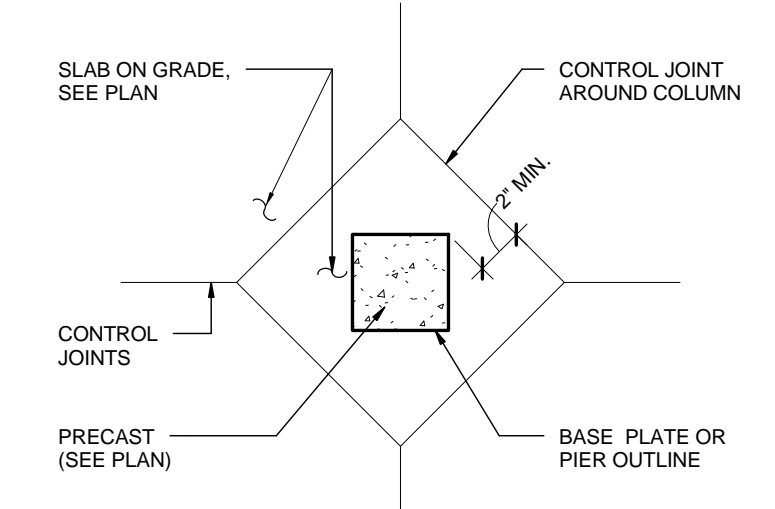 SLAB ON GRADE,
SEE PLAN
CONTROL JOINT
AROUND COLUMN
2" MIN.
CONTROL
JOINTS
PRECAST
(SEE PLAN)
BASE PLATE OR
PIER OUTLINE